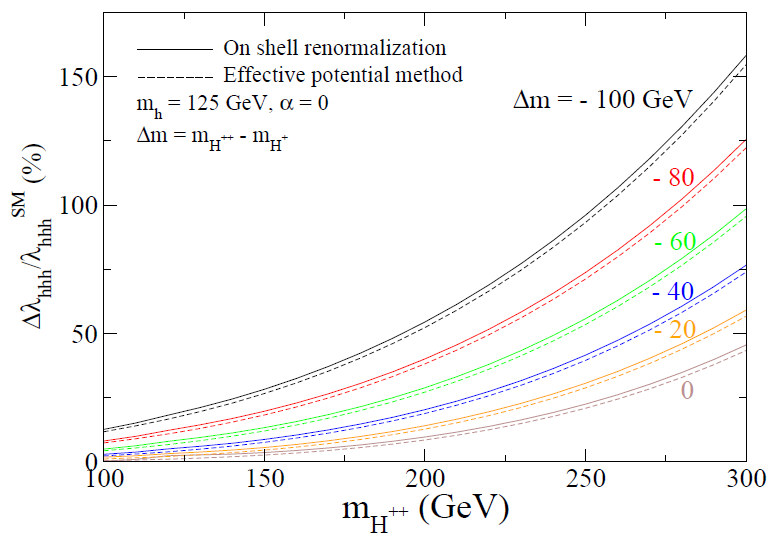 On shell renormalization
Effective potential method
m_h = 125 GeV, α = 0
Δm = m_H⁺⁺ - m_H⁺
Δm = - 100 GeV
- 80
- 60
- 40
- 20
0
150
100
50
0
Δλ_hhh/λ_hhh^SM (%)
100 150 200 250 300
m_H⁺⁺ (GeV)